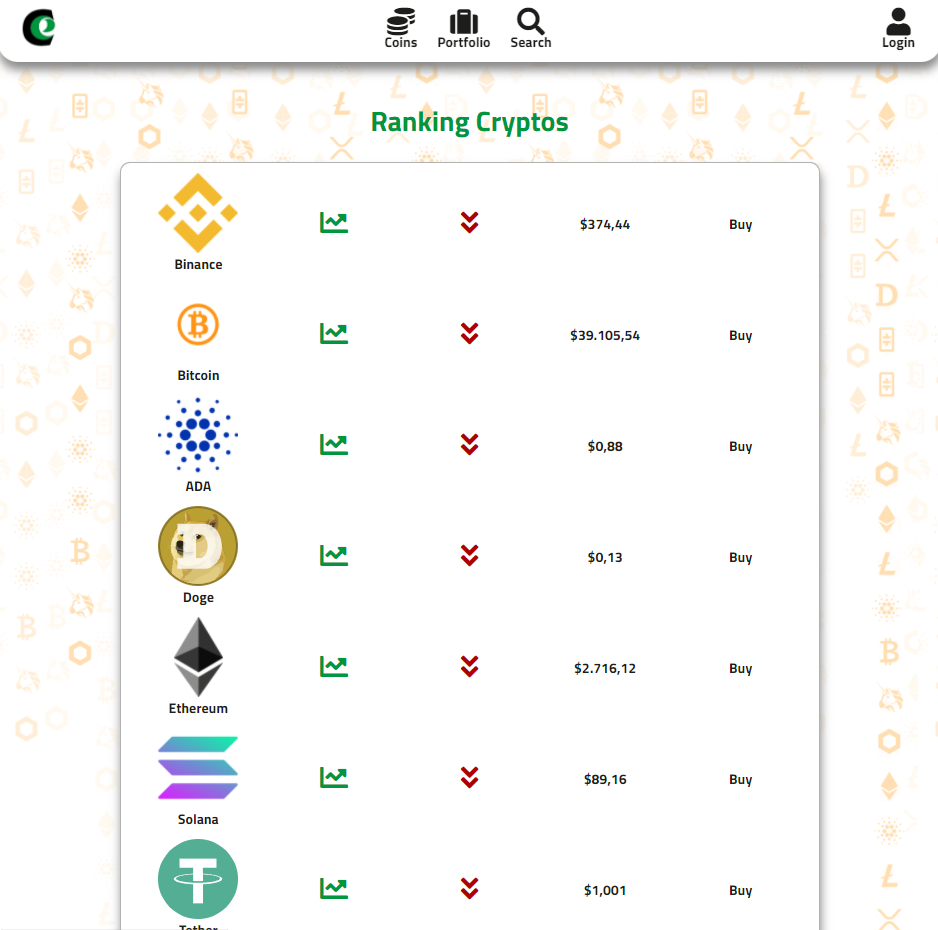 Coins Portfolio Search Login
Ranking Cryptos
Binance $374,44 Buy
Bitcoin $39.105,54 Buy
ADA $0,88 Buy
Doge $0,13 Buy
Ethereum $2.716,12 Buy
Solana $89,16 Buy
Tether $1,001 Buy